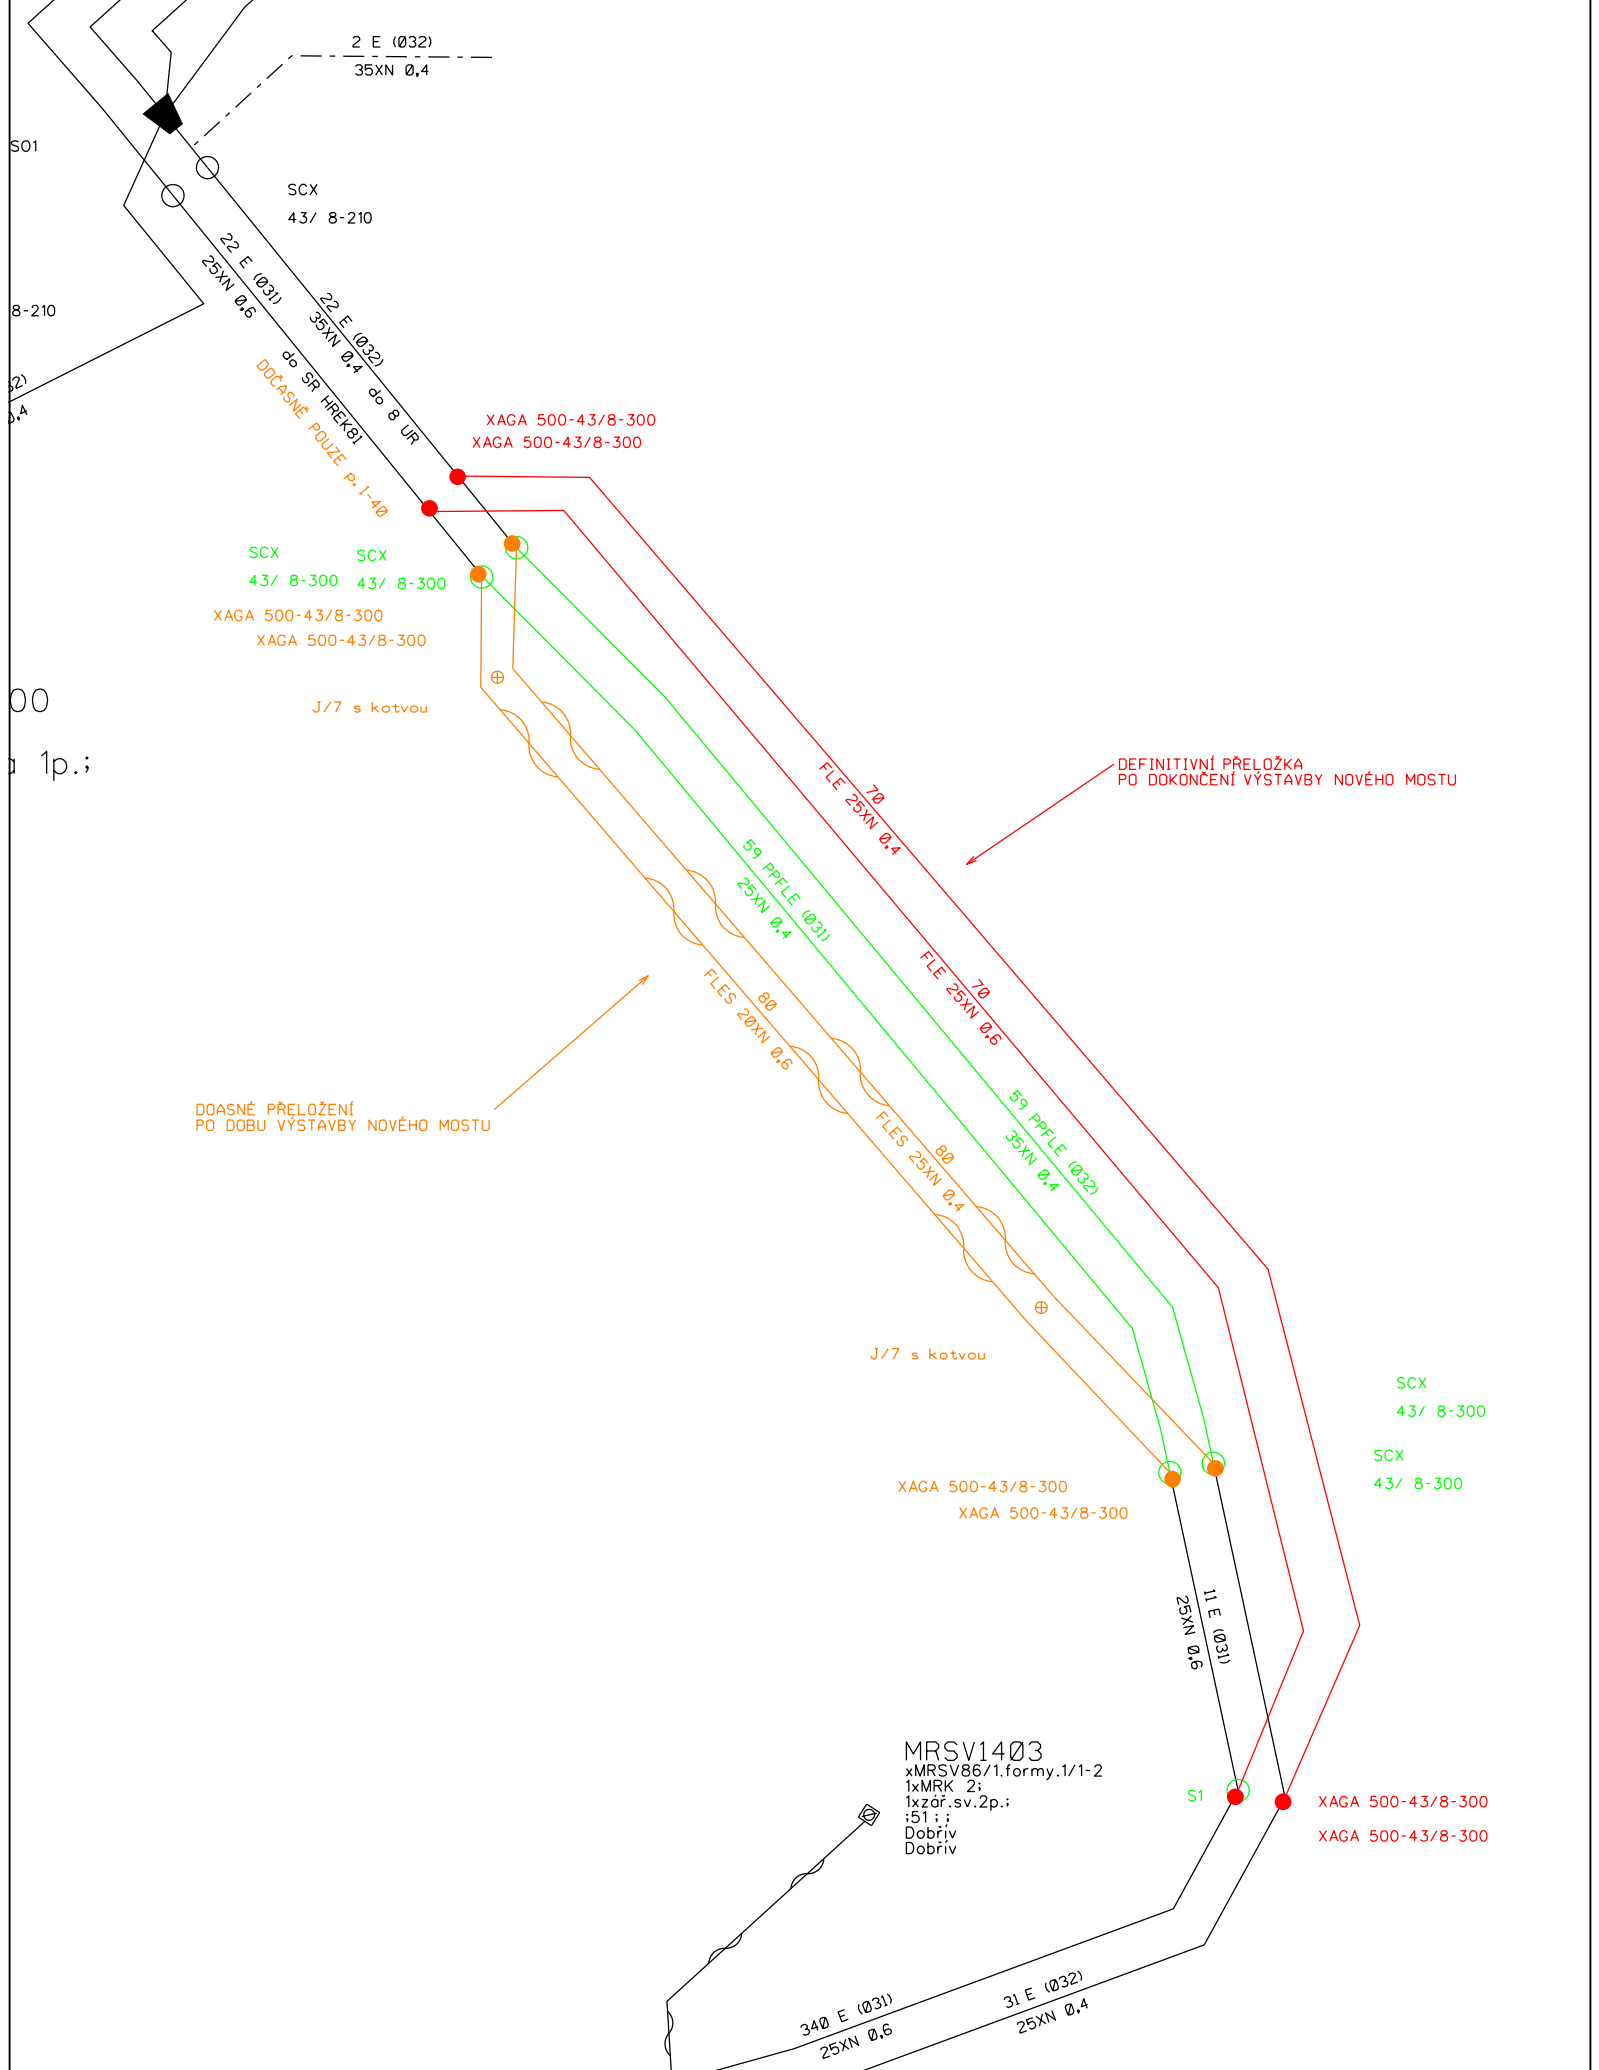 2 E (Ø32)
35XN Ø,4
SO1
SCX
43/ 8-210
22 E (Ø31)
25XN Ø,6
8-210
22 E (Ø32)
35XN Ø,4
do SR HREK81
do 8 UR
DOČASNĚ POUZE p. 1-40
XAGA 500-43/8-300
XAGA 500-43/8-300
SCX
43/ 8-300
SCX
43/ 8-300
XAGA 500-43/8-300
XAGA 500-43/8-300
00
J/7 s kotvou
1p.;
DEFINITIVNÍ PŘELOŽKA
PO DOKONČENÍ VÝSTAVBY NOVÉHO MOSTU
70
FLE 25XN Ø,4
59 PPFLE (Ø31)
25XN Ø,4
70
FLE 25XN Ø,6
80
FLES 20XN Ø,6
DOASNÉ PŘELOŽENÍ
PO DOBU VÝSTAVBY NOVÉHO MOSTU
59 PPFLE (Ø32)
35XN Ø,4
80
FLES 25XN Ø,4
J/7 s kotvou
SCX
43/ 8-300
SCX
43/ 8-300
XAGA 500-43/8-300
XAGA 500-43/8-300
11 E (Ø31)
25XN Ø,6
MRSV14Ø3
xMRSV86/1.formy.1/1-2
1xMRK 2;
1xzář.sv.2p.;
;51 ; ;
Dobřív
Dobřív
S1
XAGA 500-43/8-300
XAGA 500-43/8-300
340 E (Ø31)
25XN Ø,6
31 E (Ø32)
25XN Ø,4